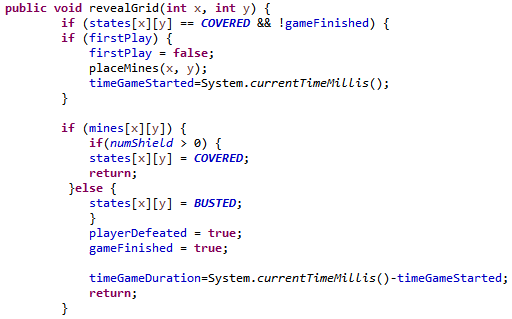 public void revealGrid(int x, int y) {
if (states[x][y] == COVERED && !gameFinished) {
if (firstPlay) {
firstPlay = false;
placeMines(x, y);
timeGameStarted=System.currentTimeMillis();
}
if (mines[x][y]) {
if(numShield > 0) {
states[x][y] = COVERED;
return;
}else {
states[x][y] = BUSTED;
}
playerDefeated = true;
gameFinished = true;
timeGameDuration=System.currentTimeMillis()-timeGameStarted;
return;
}